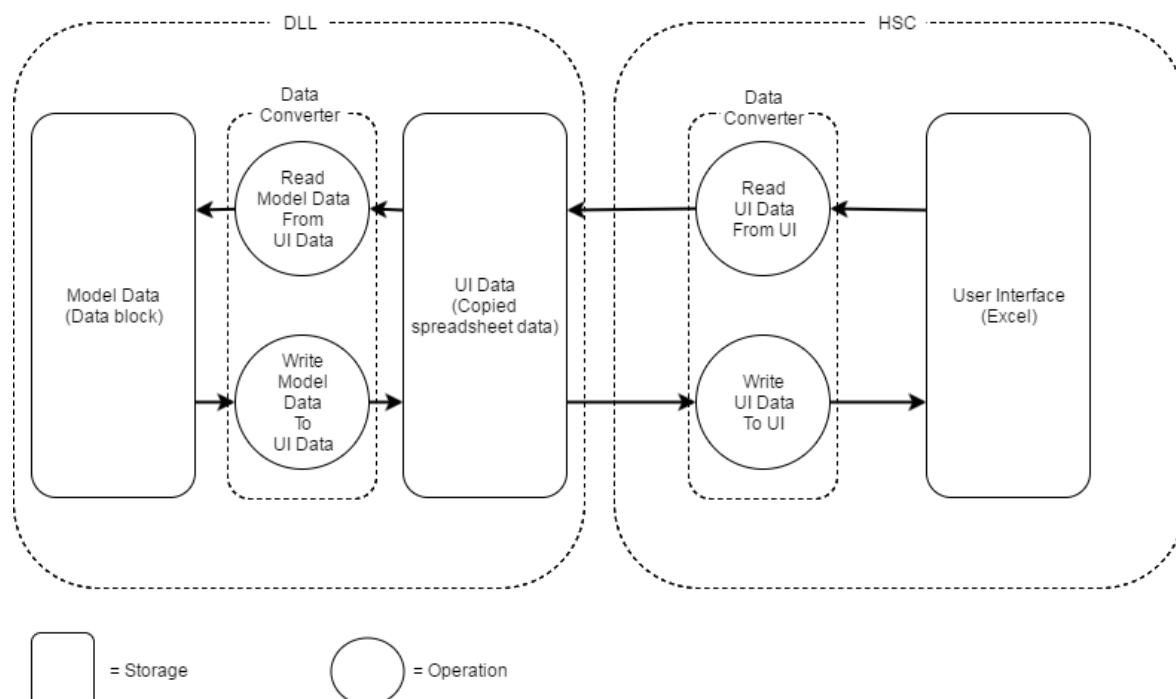 DLL
HSC
Data
Converter
Data
Converter
Model Data
(Data block)
Read
Model Data
From
UI Data
Write
Model
Data
To
UI Data
UI Data
(Copied
spreadsheet data)
Read
UI Data
From UI
Write
UI Data
To UI
User Interface
(Excel)
= Storage
= Operation